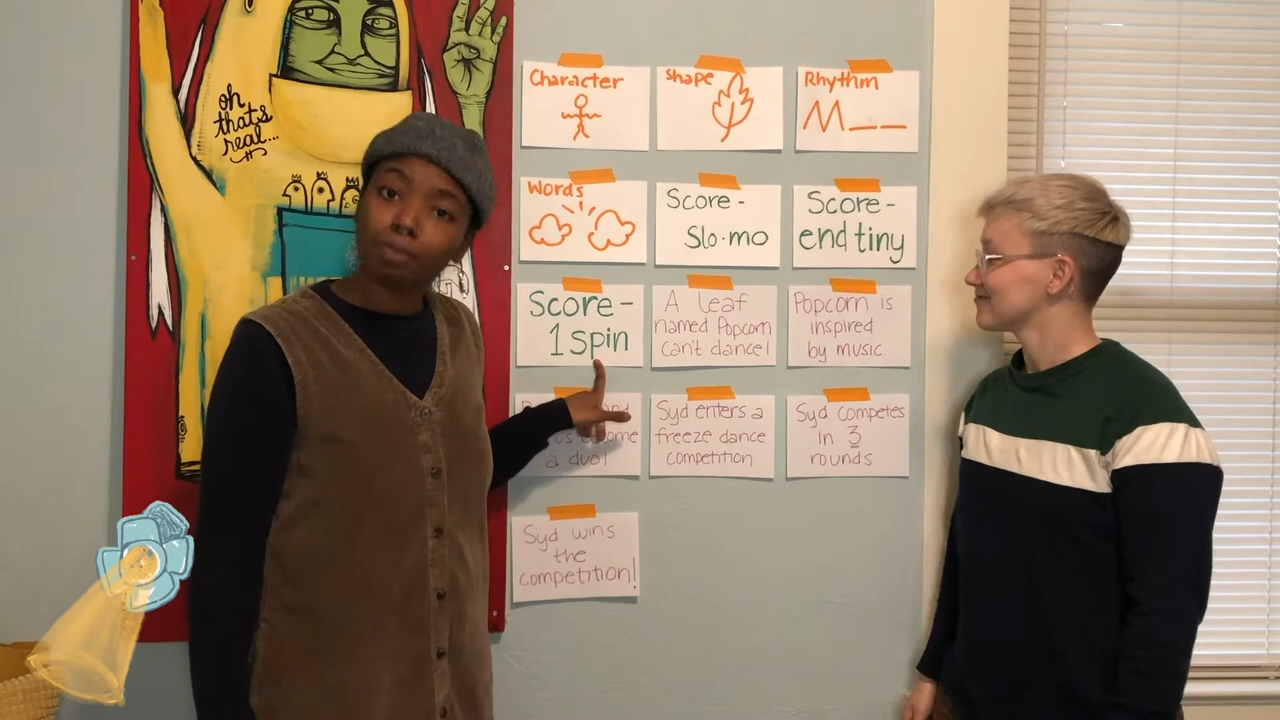 oh
that's
real...
Character
Shape
Rhythm
Words
Score-
Slo-mo
Score-
end tiny
Score-
1 spin
A leaf
named Popcorn
can't dance!
Popcorn is
inspired
by music.
a duo!
Syd enters a
freeze dance
competition.
Syd competes
in 3
rounds.
Syd wins
the
competition!